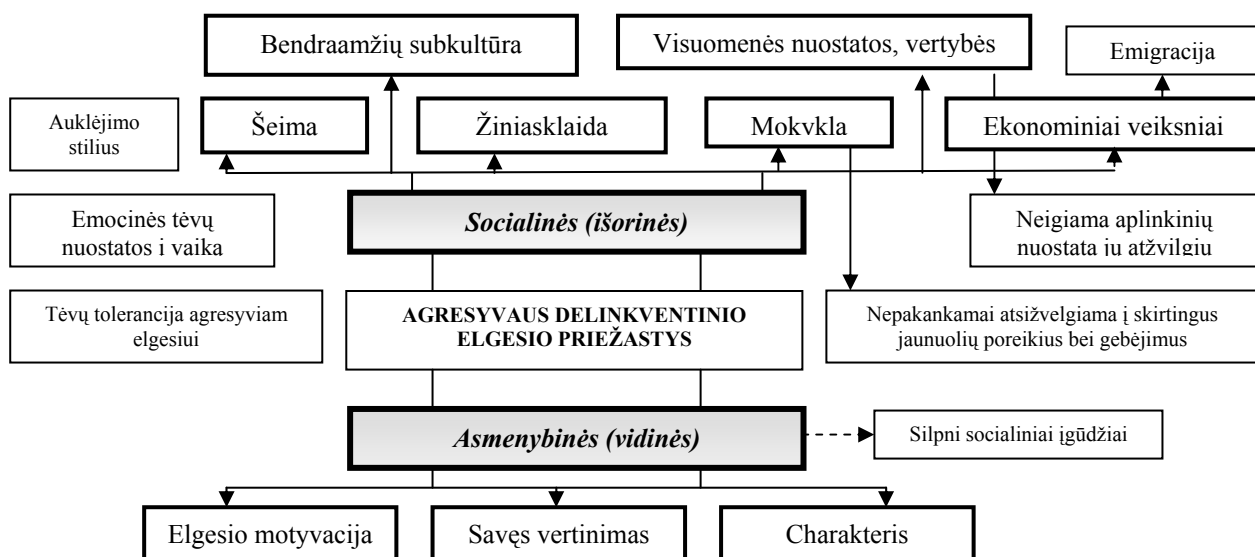 Bendraamžių subkultūra
Visuomenės nuostatos, vertybės
Emigracija
Auklėjimo
stilius
Šeima
Žiniasklaida
Mokvkla
Ekonominiai veiksniai
Emocinės tėvų
nuostatos i vaika
Socialinės (išorinės)
Neigiama aplinkinių
nuostata ju atžvilgiu
Tėvų tolerancija agresyviam
elgesiui
AGRESYVAUS DELINKVENTINIO
ELGESIO PRIEŽASTYS
Nepakankamai atsižvelgiama į skirtingus
jaunuolių poreikius bei gebėjimus
Asmenybinės (vidinės)
Silpni socialiniai įgūdžiai
Elgesio motyvacija
Savęs vertinimas
Charakteris